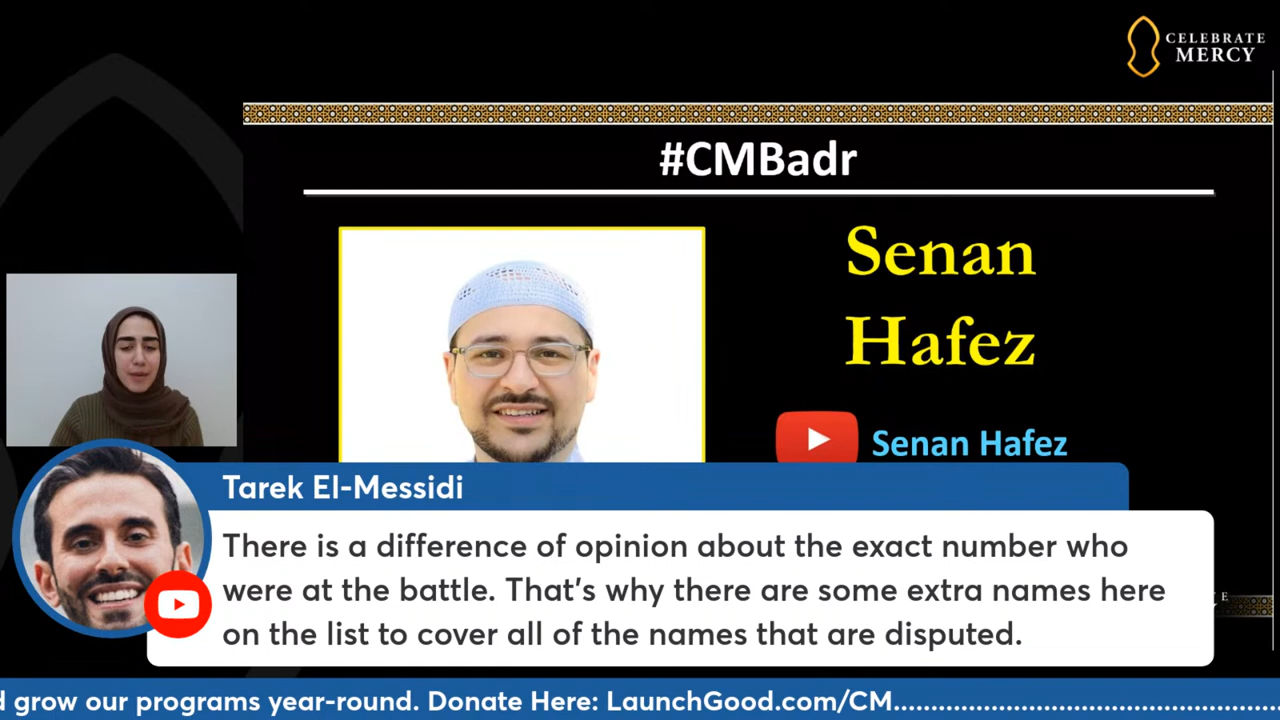 CELEBRATE
MERCY
#CMBadr
Senan
Hafez
Senan Hafez
Tarek El-Messidi
There is a difference of opinion about the exact number who
were at the battle. That's why there are some extra names here
on the list to cover all of the names that are disputed.
grow our programs year-round. Donate Here: LaunchGood.com/CM..............................................